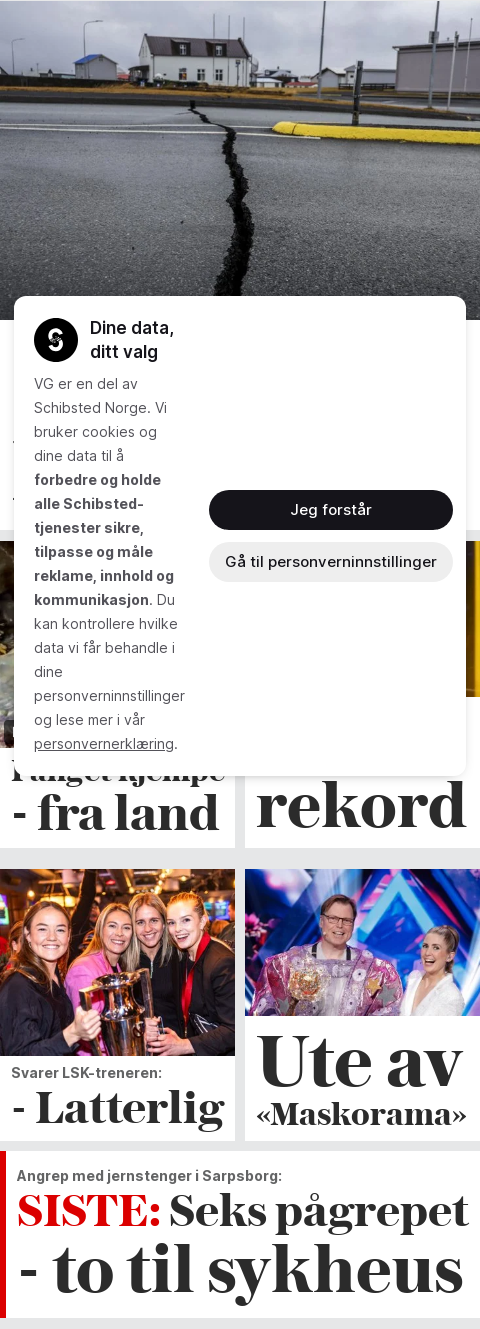 Dine data,
ditt valg
VG er en del av
Schibsted Norge. Vi
bruker cookies og
dine data til å
forbedre og holde
alle Schibsted-
tjenester sikre,
tilpasse og måle
reklame, innhold og
kommunikasjon. Du
kan kontrollere hvilke
data vi får behandle i
dine
personverninnstillinger
og lese mer i vår
personvernerklæring.
Jeg forstår
Gå til personverninnstillinger
- fra land
rekord
Svarer LSK-treneren:
- Latterlig
Ute av
«Maskorama»
Angrep med jernstenger i Sarpsborg:
SISTE: Seks pågrepet
- to til sykheus